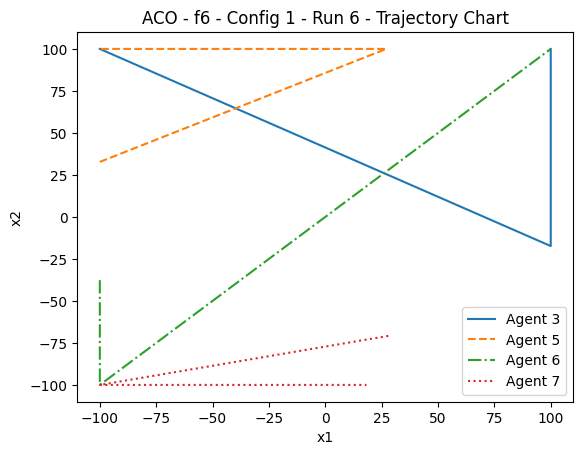 ACO - f6 - Config 1 - Run 6 - Trajectory Chart
100
75
50
25
0
−25
−50
−75
−100
x2
−100
−75
−50
−25
0
25
50
75
100
x1
Agent 3
Agent 5
Agent 6
Agent 7